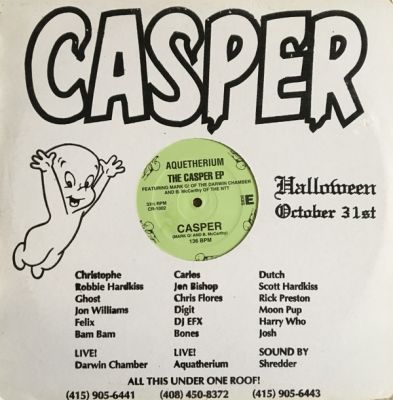 CASPER
AQUETHERIUM
THE CASPER EP
FEATURING MARK G! OF THE DARWIN CHAMBER
AND B. McCarthy OF THE NTT
33⅓ RPM
CR-1002
SIDE E
CASPER
(MARK G! AND B. McCarthy)
136 BPM
Halloween
October 31st
Christophe Carlos Dutch
Robbie Hardkiss Jon Bishop Scott Hardkiss
Ghost Chris Flores Rick Preston
Jon Williams Digit Moon Pup
Felix DJ EFX Harry Who
Bam Bam Bones Josh
LIVE! LIVE! SOUND BY
Darwin Chamber Aquatherium Shredder
ALL THIS UNDER ONE ROOF!
(415) 905-6441 (408) 450-8372 (415) 905-6443